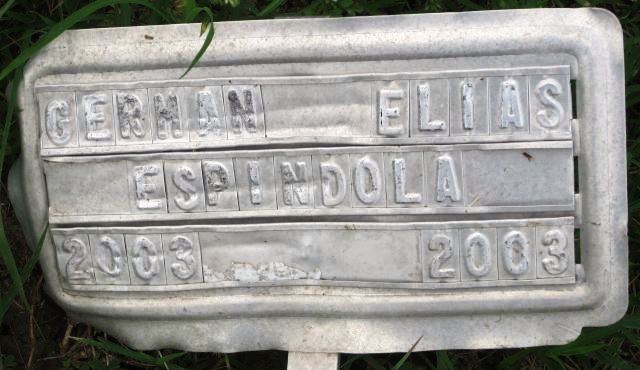 GERMAN ELIAS
ESPINDOLA
2003 2003